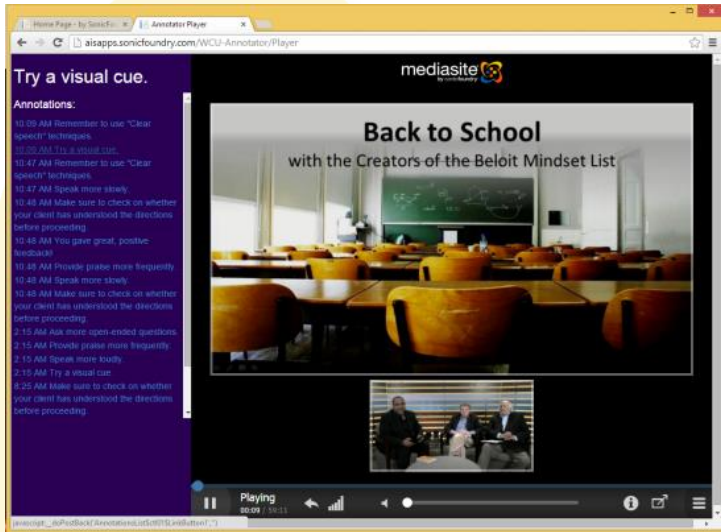 Home Page - by SonicFo
Annotator Player
aisapps.sonicfoundry.com/WCU-Annotator/Player
Try a visual cue.
Annotations:
10:09 AM Remember to use "Clear
speech" techniques.
10:09 AM Try a visual cue.
10:47 AM Remember to use "Clear
speech" techniques.
10:47 AM Speak more slowly.
10:48 AM Make sure to check on whether
your client has understood the directions
before proceeding.
10:48 AM You gave great, positive
feedback!
10:48 AM Provide praise more frequently.
10:48 AM Speak more slowly.
10:48 AM Make sure to check on whether
your client has understood the directions
before proceeding.
2:15 AM Ask more open-ended questions.
2:15 AM Provide praise more frequently.
2:15 AM Speak more loudly.
2:15 AM Try a visual cue
8:25 AM Make sure to check on whether
your client has understood the directions
before proceeding.
mediasite
by sonicfoundry
Back to School
with the Creators of the Beloit Mindset List
Playing
00:09 / 59:11